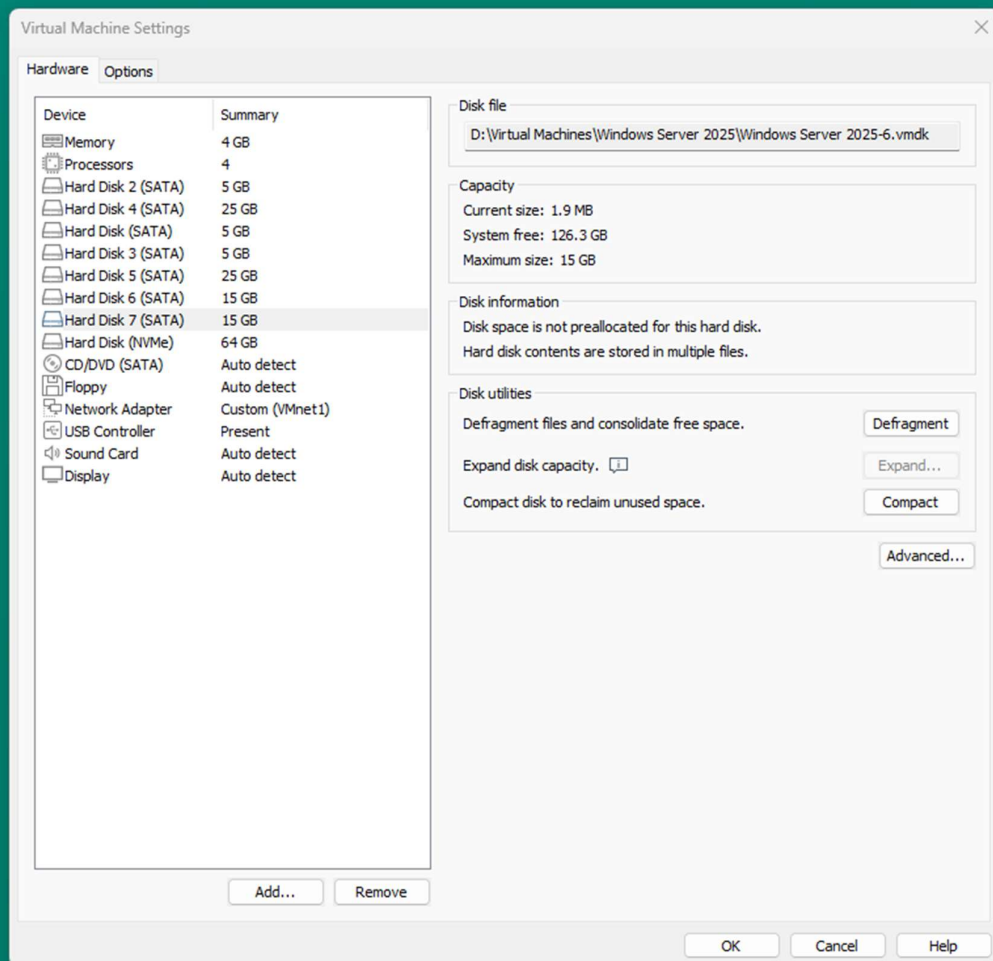 Virtual Machine Settings
Hardware Options
Device Summary
Memory 4 GB
Processors 4
Hard Disk 2 (SATA) 5 GB
Hard Disk 4 (SATA) 25 GB
Hard Disk (SATA) 5 GB
Hard Disk 3 (SATA) 5 GB
Hard Disk 5 (SATA) 25 GB
Hard Disk 6 (SATA) 15 GB
Hard Disk 7 (SATA) 15 GB
Hard Disk (NVMe) 64 GB
CD/DVD (SATA) Auto detect
Floppy Auto detect
Network Adapter Custom (VMnet1)
USB Controller Present
Sound Card Auto detect
Display Auto detect
Add... Remove
Disk file
D:\Virtual Machines\Windows Server 2025\Windows Server 2025-6.vmdk
Capacity
Current size: 1.9 MB
System free: 126.3 GB
Maximum size: 15 GB
Disk information
Disk space is not preallocated for this hard disk.
Hard disk contents are stored in multiple files.
Disk utilities
Defragment files and consolidate free space. Defragment
Expand disk capacity. Expand...
Compact disk to reclaim unused space. Compact
Advanced...
OK Cancel Help